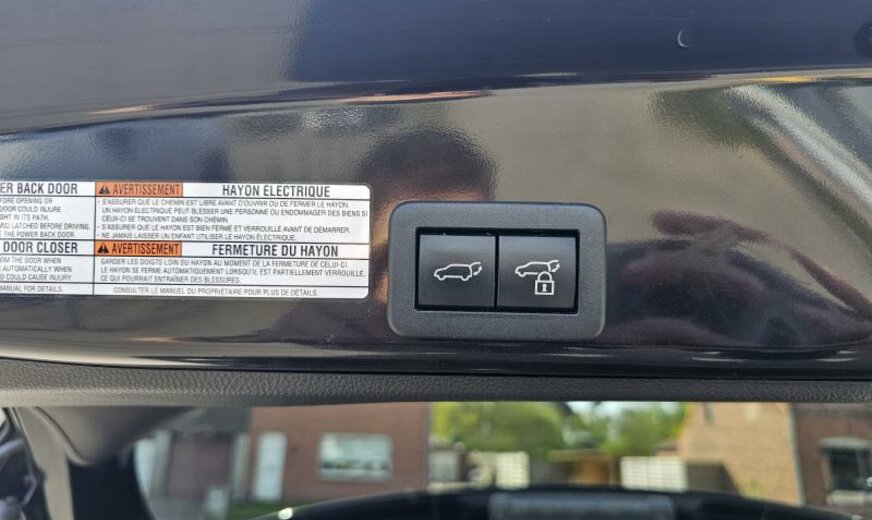 ER BACK DOOR
FORE OPENING OR
DOOR COULD INJURE
GHT IN ITS PATH.
AND LATCHED BEFORE DRIVING.
THE POWER BACK DOOR.
DOOR CLOSER
FROM THE DOOR WHEN
AUTOMATICALLY WHEN
D COULD CAUSE INJURY.
MANUAL FOR DETAILS.
AVERTISSEMENT HAYON ÉLECTRIQUE
• S'ASSURER QUE LE CHEMIN EST LIBRE AVANT D'OUVRIR OU DE FERMER LE HAYON.
UN HAYON ÉLECTRIQUE PEUT BLESSER UNE PERSONNE OU ENDOMMAGER DES BIENS SI
CEUX-CI SE TROUVENT DANS SON CHEMIN.
• S'ASSURER QUE LE HAYON EST BIEN FERMÉ ET VERROUILLÉ AVANT DE DÉMARRER.
• NE JAMAIS LAISSER UN ENFANT UTILISER LE HAYON ÉLECTRIQUE.
AVERTISSEMENT FERMETURE DU HAYON
GARDER LES DOIGTS LOIN DU HAYON AU MOMENT DE LA FERMETURE DE CELUI-CI.
LE HAYON SE FERME AUTOMATIQUEMENT LORSQU'IL EST PARTIELLEMENT VERROUILLÉ,
CE QUI POURRAIT ENTRAÎNER DES BLESSURES.
CONSULTER LE MANUEL DU PROPRIÉTAIRE POUR PLUS DE DÉTAILS.